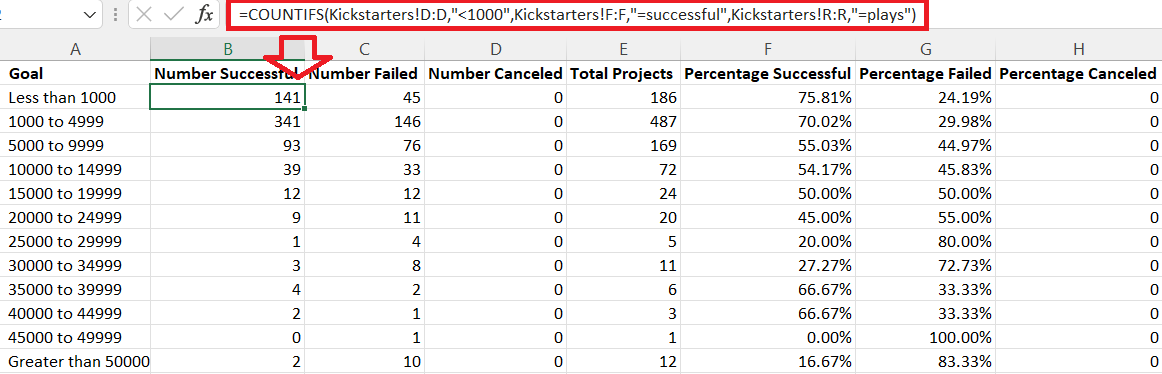 fx =COUNTIFS(Kickstarters!D:D,"<1000",Kickstarters!F:F,"=successful",Kickstarters!R:R,"=plays")
A B C D E F G H
Goal Number Successful Number Failed Number Canceled Total Projects Percentage Successful Percentage Failed Percentage Canceled
Less than 1000 141 45 0 186 75.81% 24.19% 0
1000 to 4999 341 146 0 487 70.02% 29.98% 0
5000 to 9999 93 76 0 169 55.03% 44.97% 0
10000 to 14999 39 33 0 72 54.17% 45.83% 0
15000 to 19999 12 12 0 24 50.00% 50.00% 0
20000 to 24999 9 11 0 20 45.00% 55.00% 0
25000 to 29999 1 4 0 5 20.00% 80.00% 0
30000 to 34999 3 8 0 11 27.27% 72.73% 0
35000 to 39999 4 2 0 6 66.67% 33.33% 0
40000 to 44999 2 1 0 3 66.67% 33.33% 0
45000 to 49999 0 1 0 1 0.00% 100.00% 0
Greater than 50000 2 10 0 12 16.67% 83.33% 0